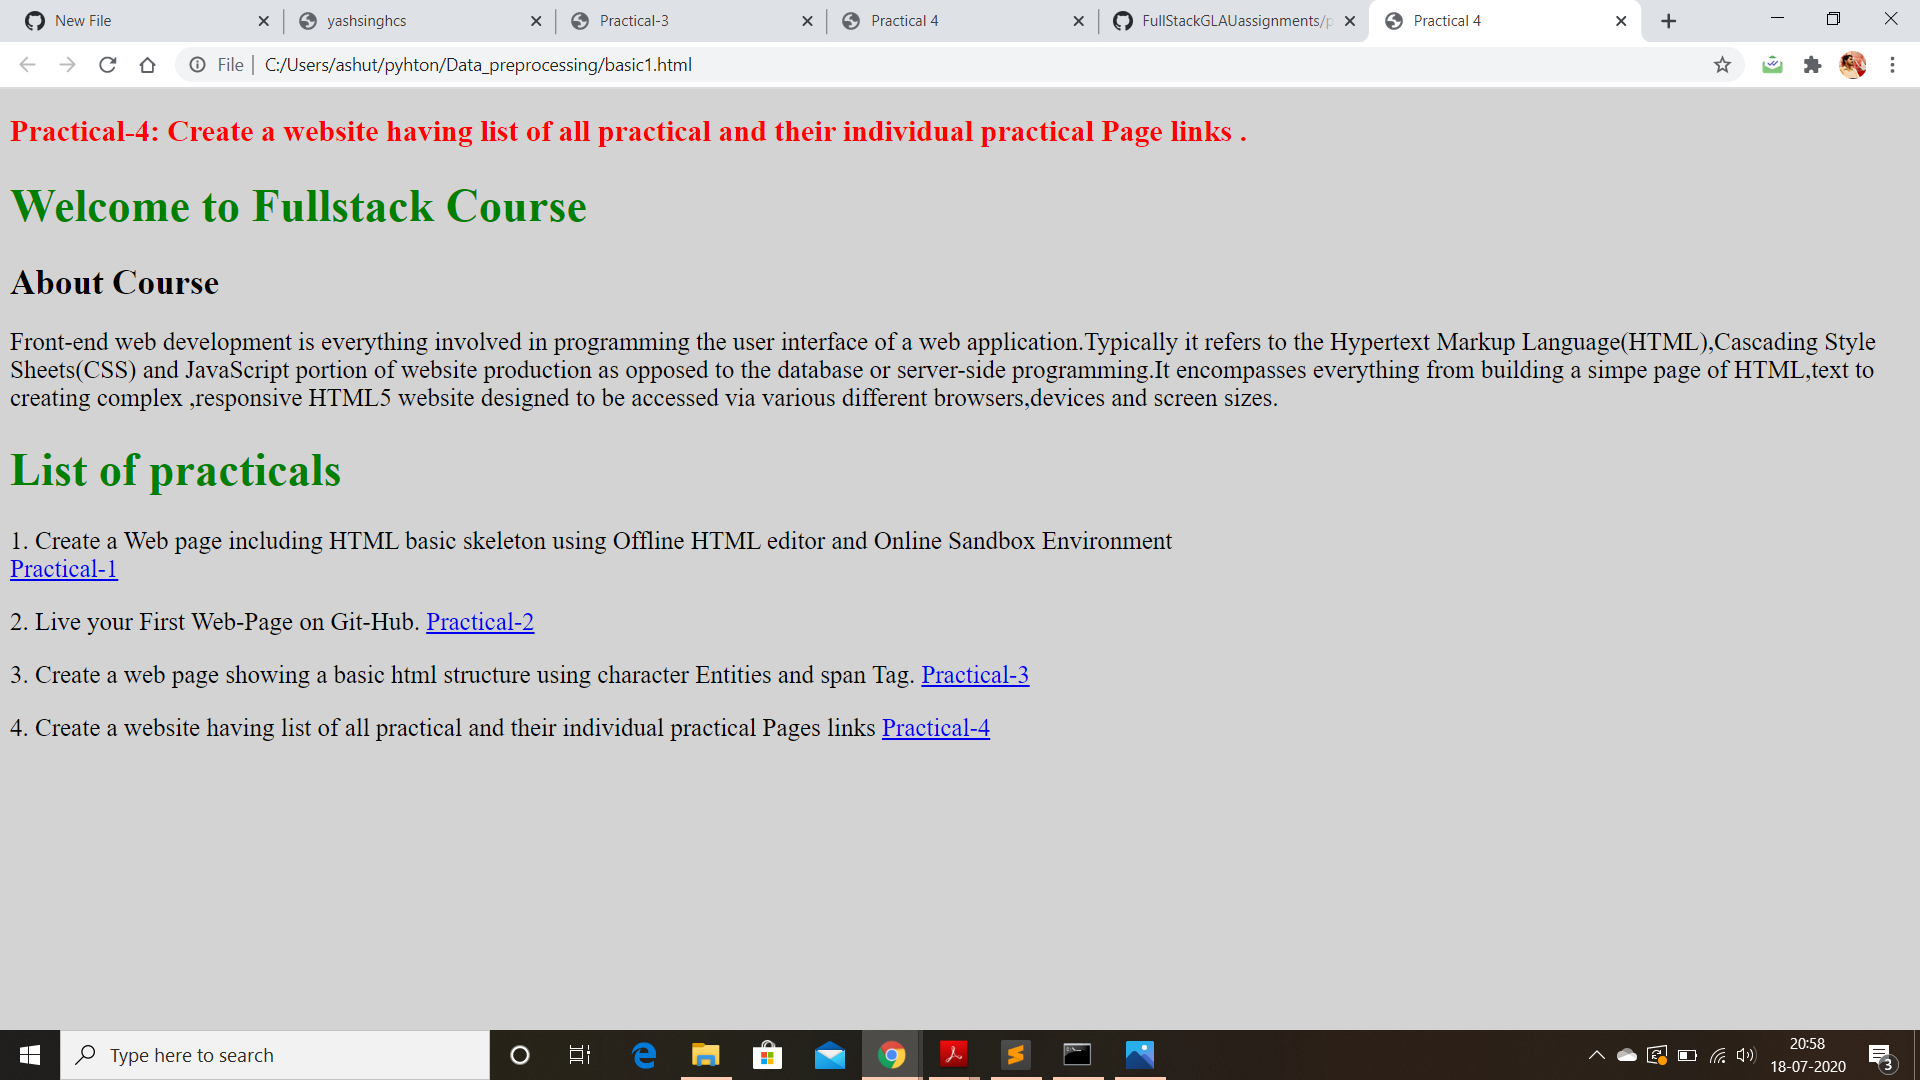 New File
yashsinghcs
Practical-3
Practical 4
FullStackGLAUassignments/p
Practical 4
File
C:/Users/ashut/pyhton/Data_preprocessing/basic1.html
Practical-4: Create a website having list of all practical and their individual practical Page links .
Welcome to Fullstack Course
About Course
Front-end web development is everything involved in programming the user interface of a web application.Typically it refers to the Hypertext Markup Language(HTML),Cascading Style
Sheets(CSS) and JavaScript portion of website production as opposed to the database or server-side programming.It encompasses everything from building a simpe page of HTML,text to
creating complex ,responsive HTML5 website designed to be accessed via various different browsers,devices and screen sizes.
List of practicals
1. Create a Web page including HTML basic skeleton using Offline HTML editor and Online Sandbox Environment
Practical-1
2. Live your First Web-Page on Git-Hub. Practical-2
3. Create a web page showing a basic html structure using character Entities and span Tag. Practical-3
4. Create a website having list of all practical and their individual practical Pages links Practical-4
Type here to search
20:58
18-07-2020
3